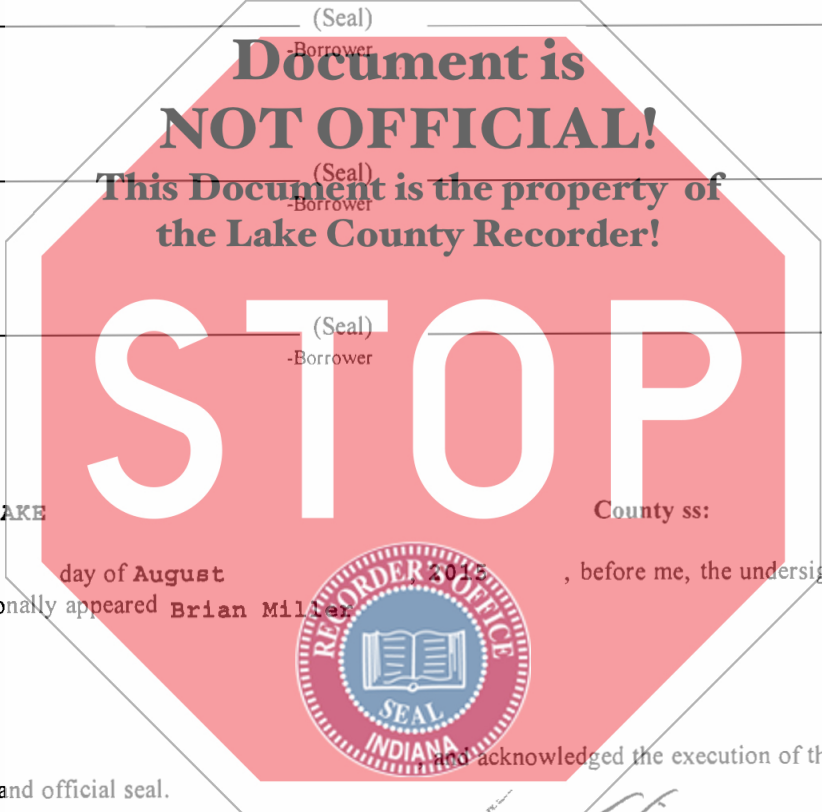 (Seal)
-Borrower
Document is
NOT OFFICIAL!
(Seal)
This Document is the property of
-Borrower
the Lake County Recorder!
(Seal)
-Borrower
STOP
AKE County ss:
day of August , 2015 , before me, the undersig
onally appeared Brian Miller
RECORDER'S OFFICE
SEAL
INDIANA
, and acknowledged the execution of th
and official seal.